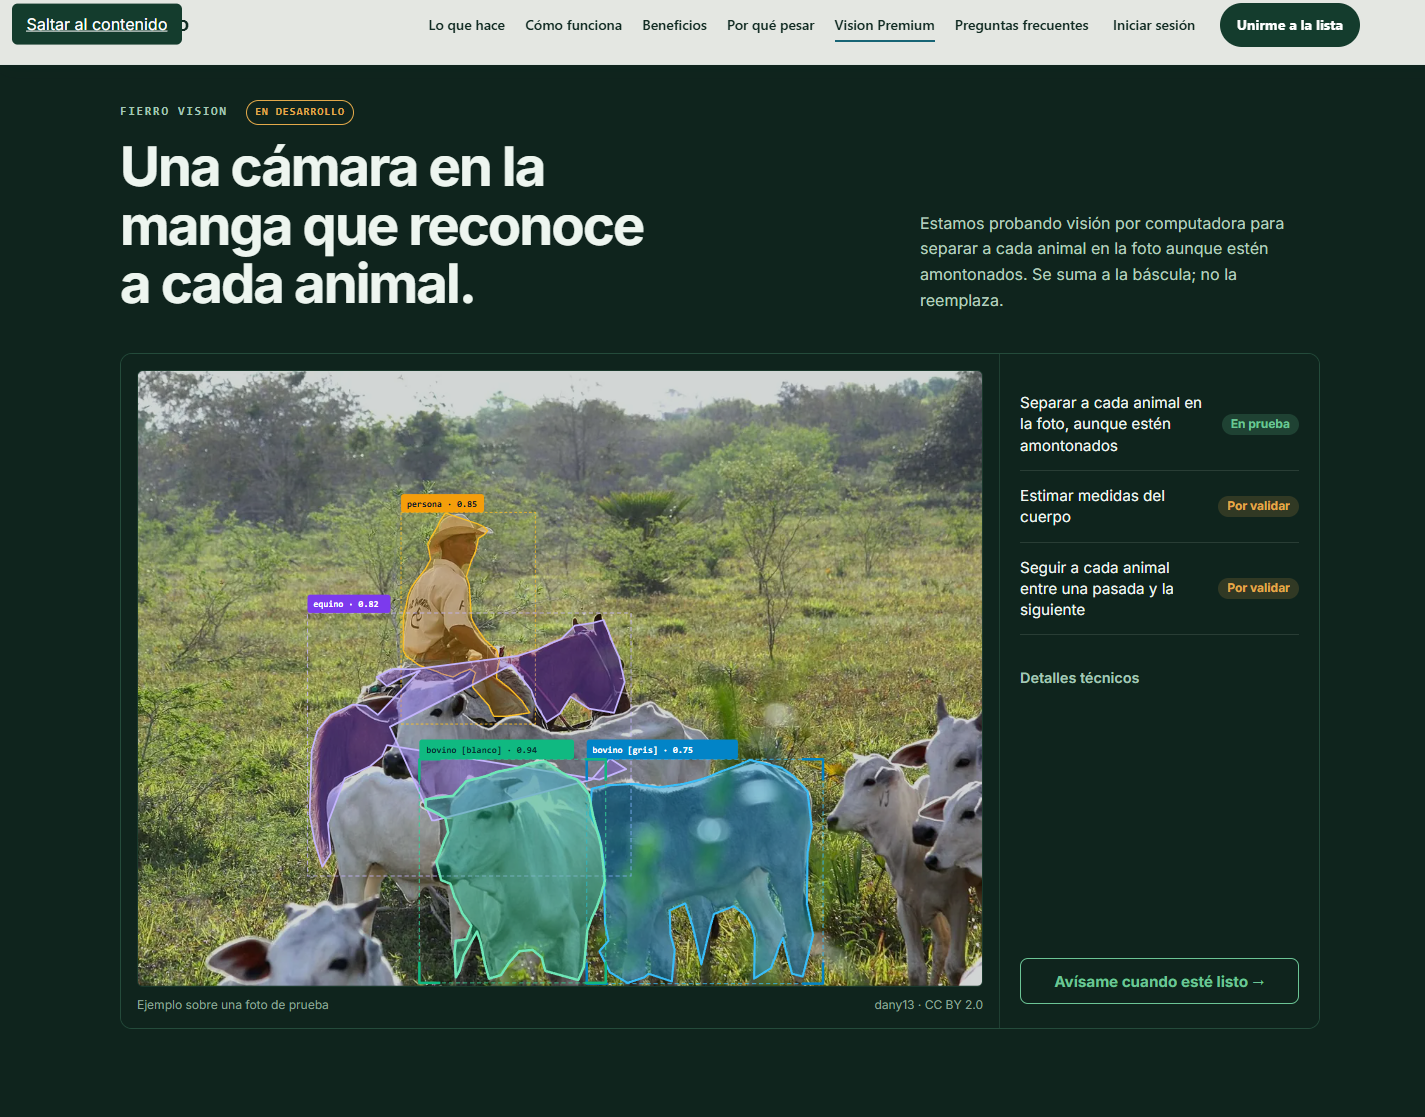 Saltar al contenido
Lo que hace
Cómo funciona
Beneficios
Por qué pesar
Vision Premium
Preguntas frecuentes
Iniciar sesión
Unirme a la lista
FIERRO VISION
EN DESARROLLO
Una cámara en la
manga que reconoce
a cada animal.
Estamos probando visión por computadora para
separar a cada animal en la foto aunque estén
amontonados. Se suma a la báscula; no la
reemplaza.
persona · 0.85
equino · 0.82
bovino [blanco] · 0.94
bovino [gris] · 0.75
Ejemplo sobre una foto de prueba
dany13 · CC BY 2.0
Separar a cada animal en
la foto, aunque estén
amontonados
En prueba
Estimar medidas del
cuerpo
Por validar
Seguir a cada animal
entre una pasada y la
siguiente
Por validar
Detalles técnicos
Avísame cuando esté listo →